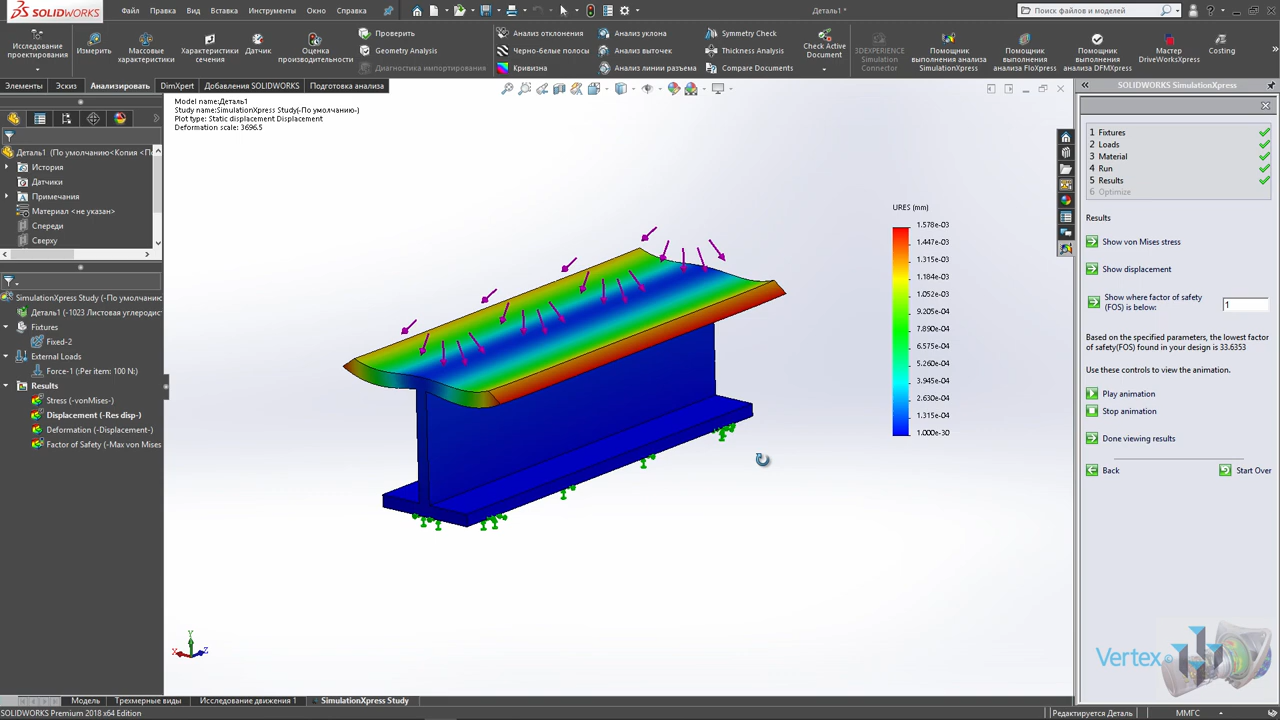 SOLIDWORKS
Файл
Правка
Вид
Вставка
Инструменты
Окно
Справка
Деталь1 *
Поиск файлов и моделей
Исследование
проектирования
Измерить
Массовые
характеристики
Характеристики
сечения
Датчик
Оценка
производительности
Проверить
Geometry Analysis
Диагностика импортирования
Анализ отклонения
Черно-белые полосы
Кривизна
Анализ уклона
Анализ выточек
Анализ линии разъема
Symmetry Check
Thickness Analysis
Compare Documents
Check Active
Document
3DEXPERIENCE
Simulation
Connector
Помощник
выполнения анализа
SimulationXpress
Помощник
выполнения
анализа FloXpress
Помощник
выполнения
анализа DFMXpress
Мастер
DriveWorksXpress
Costing
Элементы
Эскиз
Анализировать
DimXpert
Добавления SOLIDWORKS
Подготовка анализа
Деталь1 (По умолчанию<Копия <По
История
Датчики
Примечания
Материал <не указан>
Спереди
Сверху
SimulationXpress Study (-По умолчанию-
Деталь1 (-1023 Листовая углеродис
Fixtures
Fixed-2
External Loads
Force-1 (:Per item: 100 N:)
Results
Stress (-vonMises-)
Displacement (-Res disp-)
Deformation (-Displacement-)
Factor of Safety (-Max von Mises
Model name:Деталь1
Study name:SimulationXpress Study(-По умолчанию-)
Plot type: Static displacement Displacement
Deformation scale: 3696.5
URES (mm)
1.578e-03
1.447e-03
1.315e-03
1.184e-03
1.052e-03
9.205e-04
7.890e-04
6.575e-04
5.260e-04
3.945e-04
2.630e-04
1.315e-04
1.000e-30
SOLIDWORKS SimulationXpress
1 Fixtures
2 Loads
3 Material
4 Run
5 Results
6 Optimize
Results
Show von Mises stress
Show displacement
Show where factor of safety
(FOS) is below:
1
Based on the specified parameters, the lowest factor
of safety(FOS) found in your design is 33.6353
Use these controls to view the animation.
Play animation
Stop animation
Done viewing results
Back
Start Over
Vertex
X
Y
Z
Модель
Трехмерные виды
Исследование движения 1
SimulationXpress Study
SOLIDWORKS Premium 2018 x64 Edition
Редактируется Деталь
ММГС